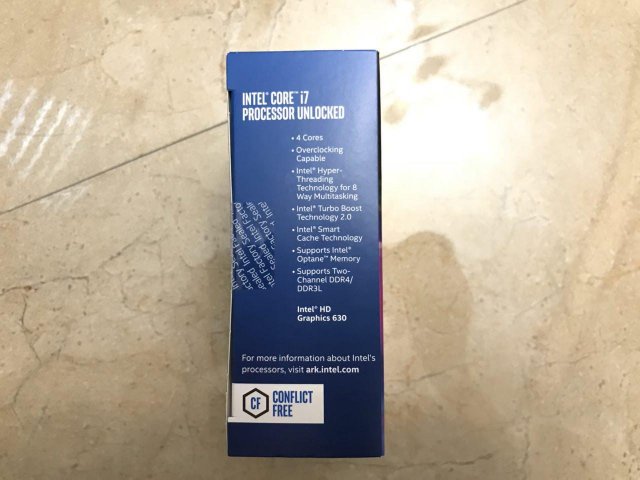 INTEL® CORE™ i7
PROCESSOR UNLOCKED
• 4 Cores
• Overclocking
Capable
• Intel® Hyper-
Threading
Technology for 8
Way Multitasking
• Intel® Turbo Boost
Technology 2.0
• Intel® Smart
Cache Technology
• Supports Intel®
Optane™ Memory
• Supports Two-
Channel DDR4/
DDR3L
Intel® HD
Graphics 630
For more information about Intel's
processors, visit ark.intel.com
CF
CONFLICT
FREE